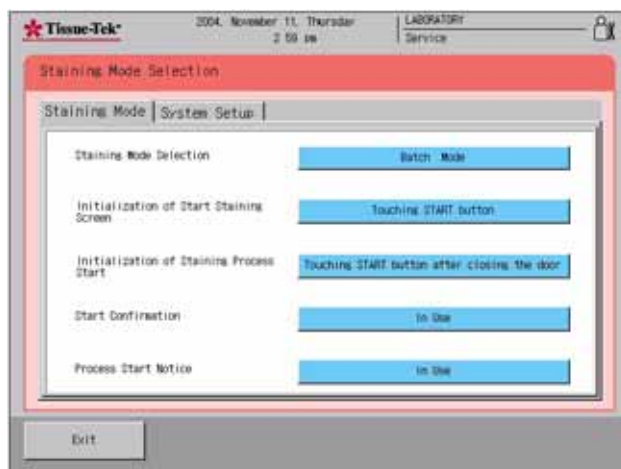 Tissue-Tek
2004. November 11, Thursday
2:59 pm
LABORATORY
Service
Staining Mode Selection
Staining Mode
System Setup
Staining Mode Selection
Batch Mode
Initialization of Start Staining
Screen
Touching START button
Initialization of Staining Process
Start
Touching START button after closing the door
Start Confirmation
In Use
Process Start Notice
In Use
Exit